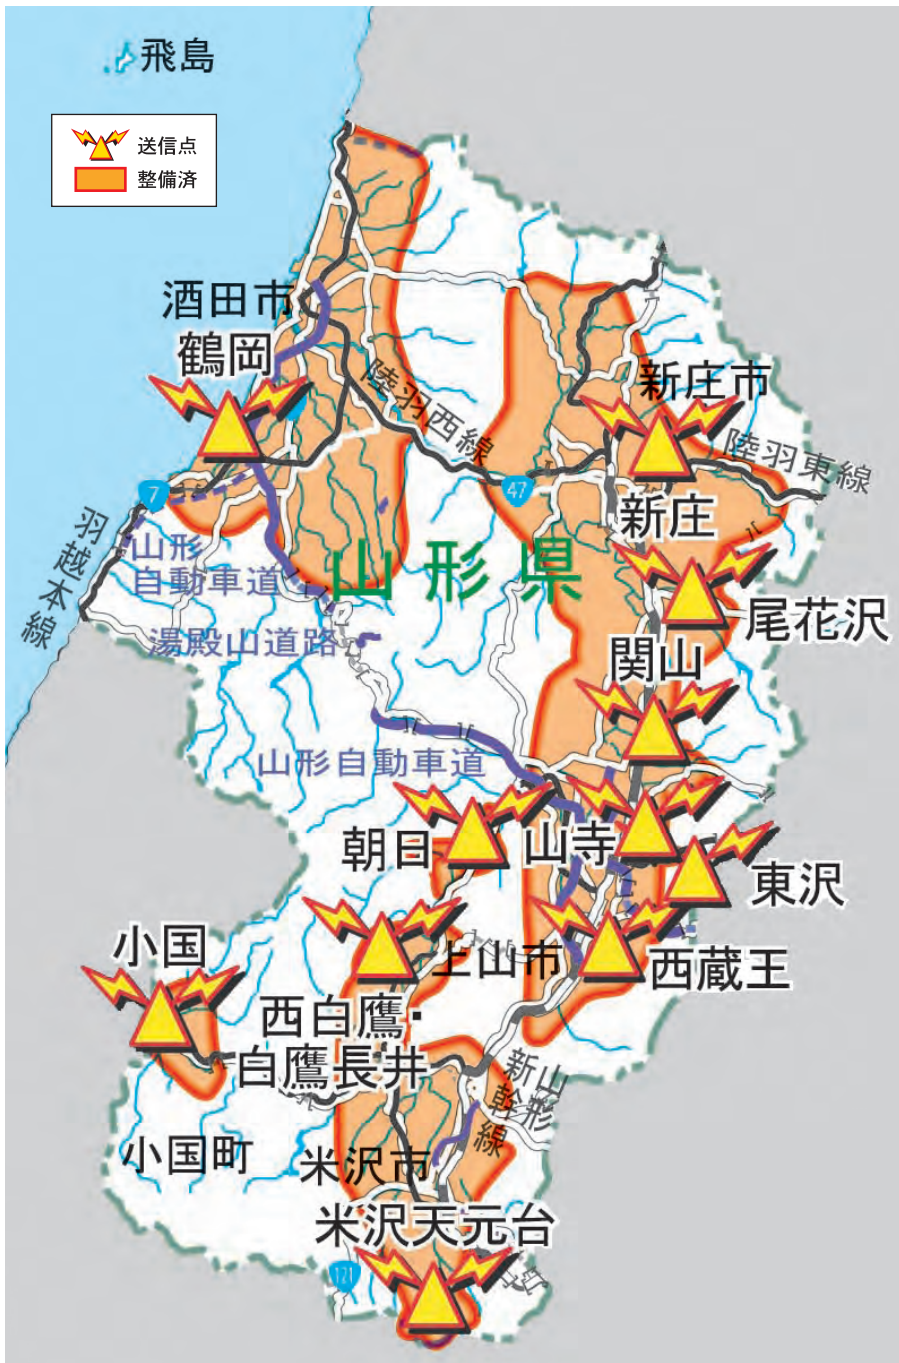 飛島
送信点
整備済
酒田市
鶴岡
陸羽西線
新庄市
陸羽東線
47
7
新庄
羽越本線
山形
自動車道
山形県
尾花沢
湯殿山道路
関山
山形自動車道
朝日
山寺
東沢
小国
上山市
西蔵王
西白鷹・
白鷹長井
新山
幹形
線
小国町
米沢市
米沢天元台
121